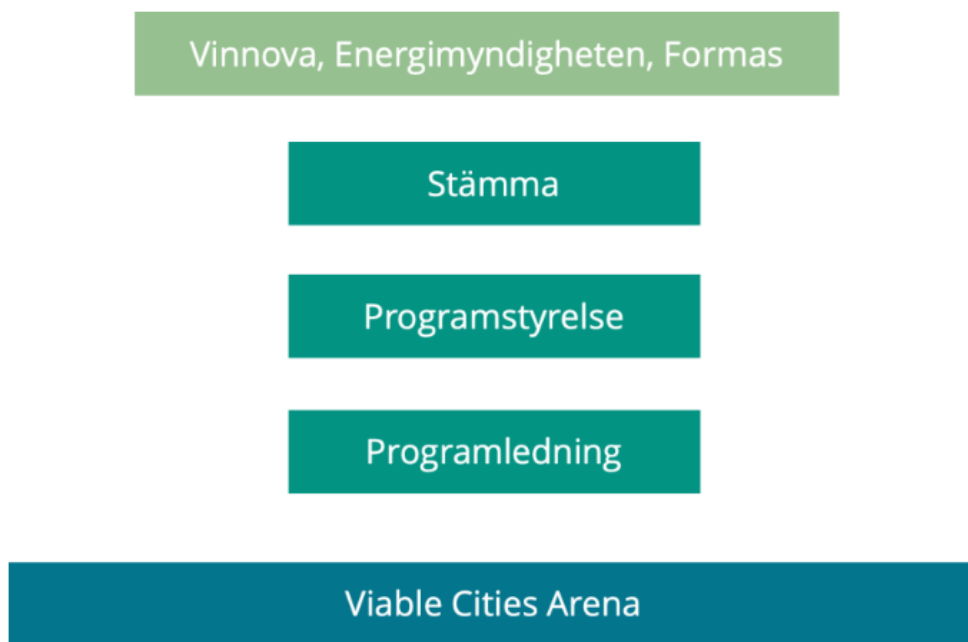 Vinnova, Energimyndigheten, Formas
Stämma
Programstyrelse
Programledning
Viable Cities Arena